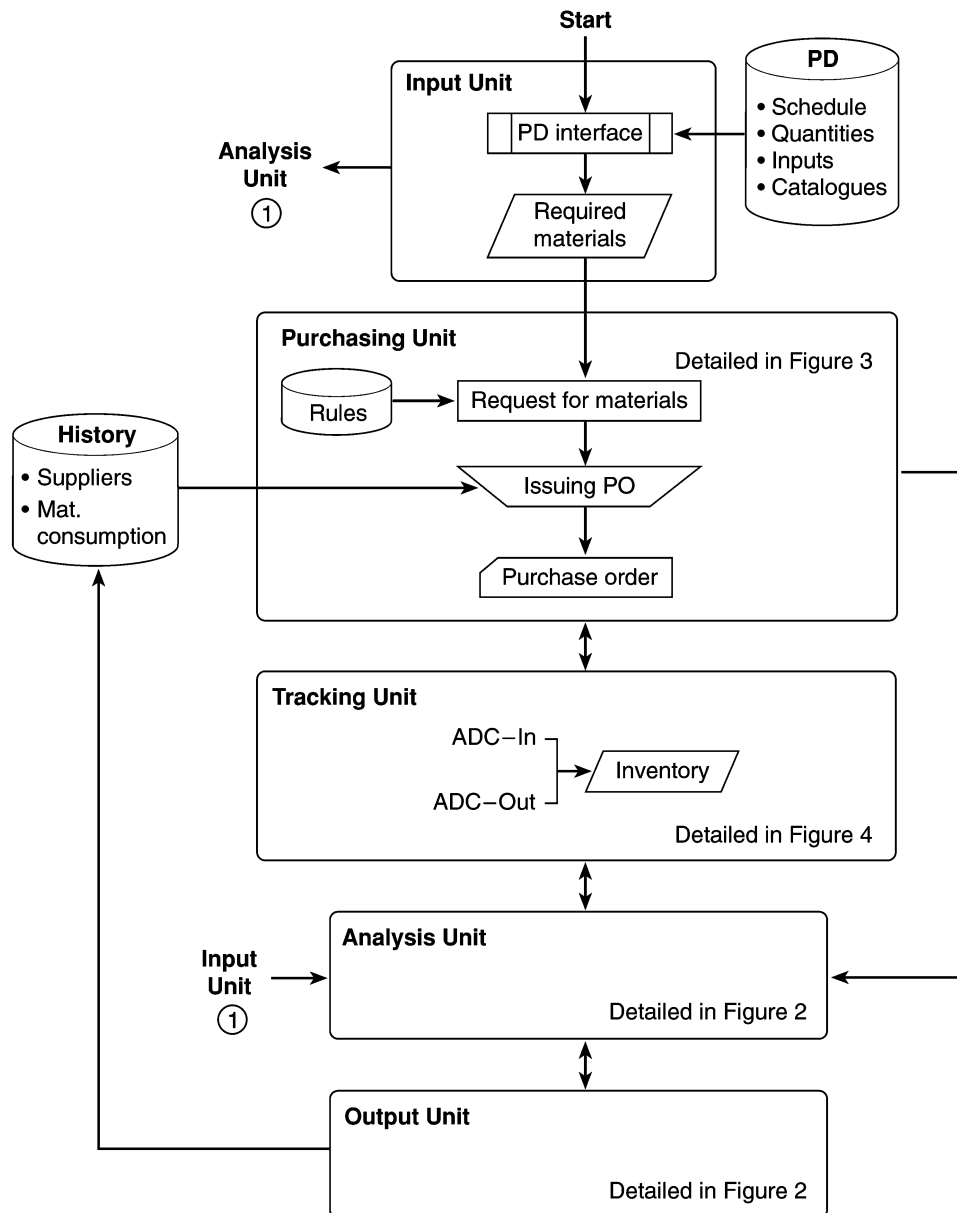 Start
Input Unit
PD interface
Required
materials
PD
• Schedule
• Quantities
• Inputs
• Catalogues
Analysis
Unit
1
Purchasing Unit
Detailed in Figure 3
Rules
Request for materials
Issuing PO
Purchase order
History
• Suppliers
• Mat.
consumption
Tracking Unit
ADC–In
ADC–Out
Inventory
Detailed in Figure 4
Analysis Unit
Detailed in Figure 2
Input
Unit
1
Output Unit
Detailed in Figure 2